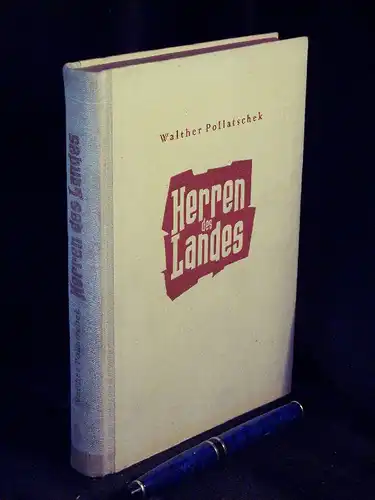 Walther Pollatschek
Herren
des
Landes
Walther Pollatschek Herren des Landes